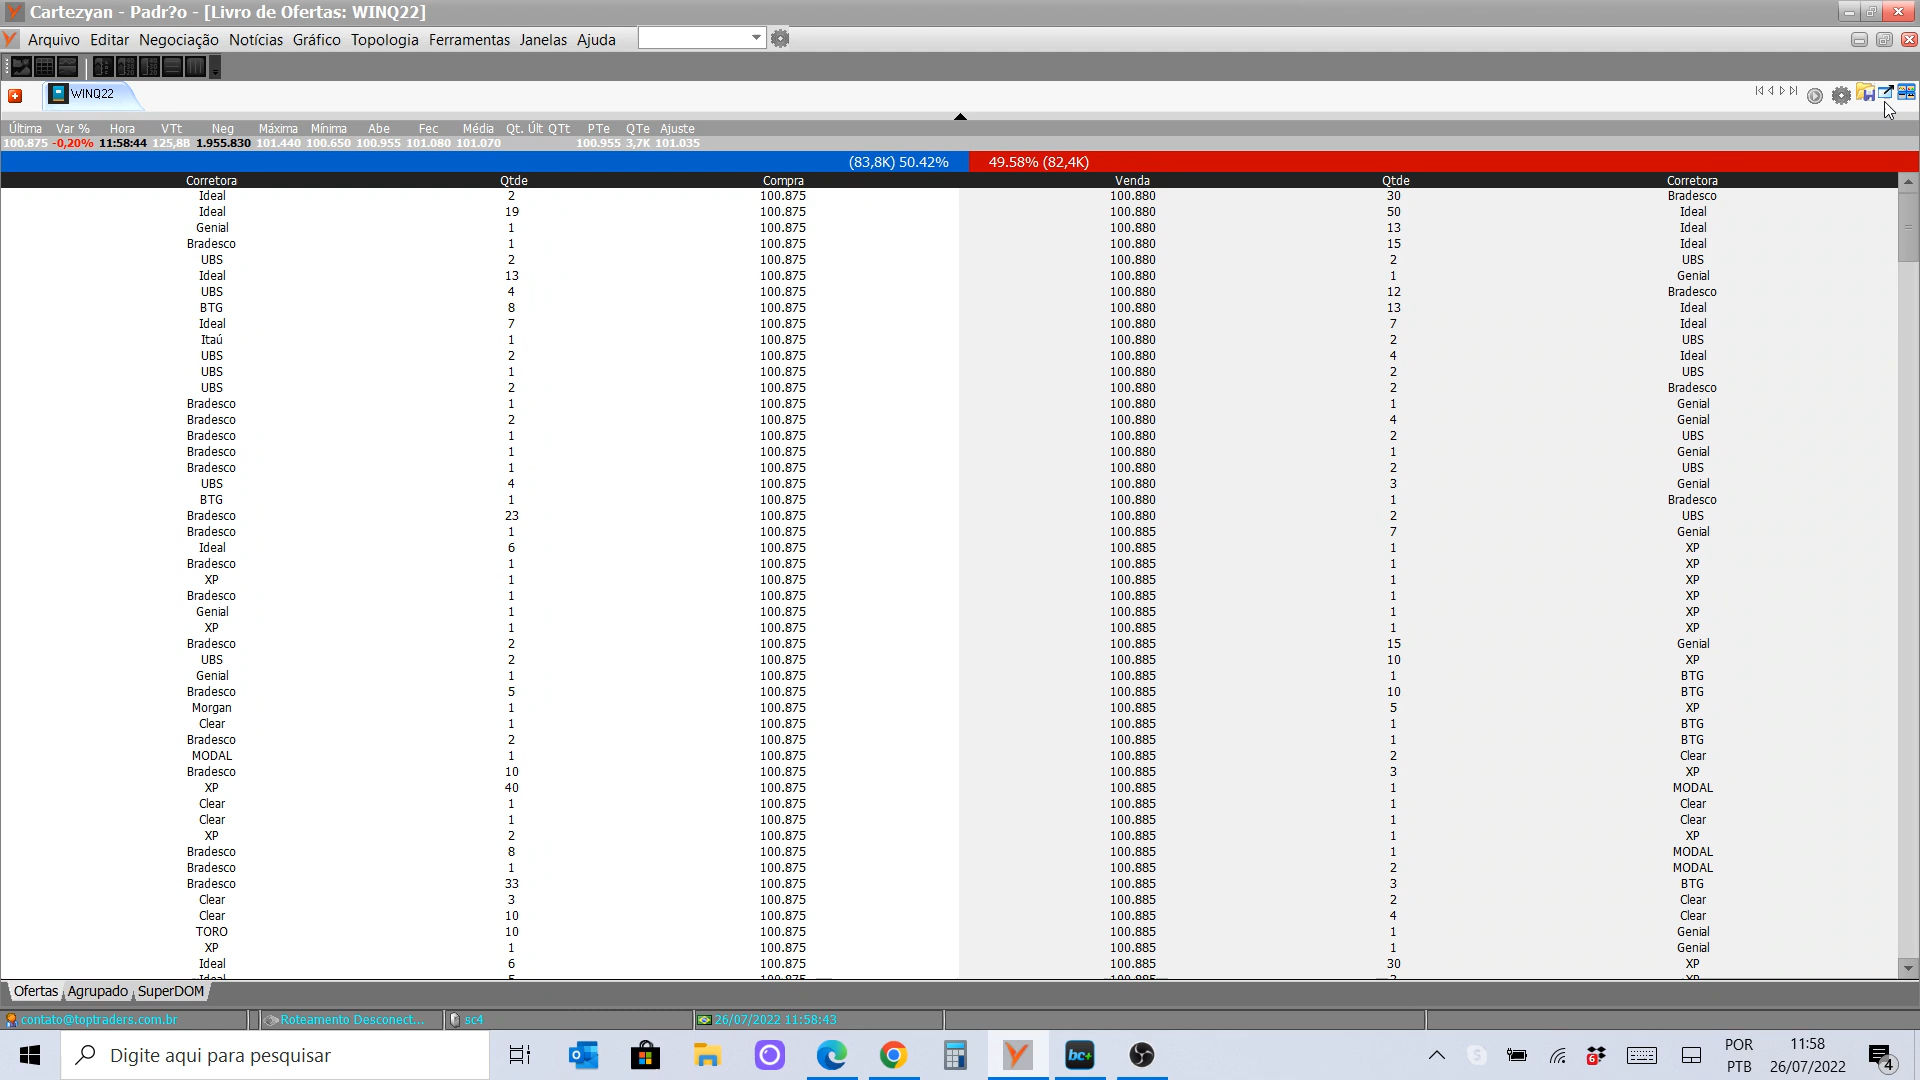 Cartezyan - Padr?o - [Livro de Ofertas: WINQ22]
Arquivo Editar Negociação Notícias Gráfico Topologia Ferramentas Janelas Ajuda
WINQ22
Última Var % Hora VTt Neg Máxima Mínima Abe Fec Média Qt. Últ QTt PTe QTe Ajuste
100.875 -0,20% 11:58:44 125,8B 1.955.830 101.440 100.650 100.955 101.080 101.070 100.955 3,7K 101.035
(83,8K) 50.42% 49.58% (82,4K)
Corretora Qtde Compra Venda Qtde Corretora
Ideal 2 100.875 100.880 30 Bradesco
Ideal 19 100.875 100.880 50 Ideal
Genial 1 100.875 100.880 13 Ideal
Bradesco 1 100.875 100.880 15 Ideal
UBS 2 100.875 100.880 2 UBS
Ideal 13 100.875 100.880 1 Genial
UBS 4 100.875 100.880 12 Bradesco
BTG 8 100.875 100.880 13 Ideal
Ideal 7 100.875 100.880 7 Ideal
Itaú 1 100.875 100.880 2 UBS
UBS 2 100.875 100.880 4 Ideal
UBS 1 100.875 100.880 2 UBS
UBS 2 100.875 100.880 2 Bradesco
Bradesco 1 100.875 100.880 1 Genial
Bradesco 2 100.875 100.880 4 Genial
Bradesco 1 100.875 100.880 2 UBS
Bradesco 1 100.875 100.880 1 Genial
Bradesco 1 100.875 100.880 2 UBS
UBS 4 100.875 100.880 3 Genial
BTG 1 100.875 100.880 1 Bradesco
Bradesco 23 100.875 100.880 2 UBS
Bradesco 1 100.875 100.885 7 Genial
Ideal 6 100.875 100.885 1 XP
Bradesco 1 100.875 100.885 1 XP
XP 1 100.875 100.885 1 XP
Bradesco 1 100.875 100.885 1 XP
Genial 1 100.875 100.885 1 XP
XP 1 100.875 100.885 1 XP
Bradesco 2 100.875 100.885 15 Genial
UBS 2 100.875 100.885 10 XP
Genial 1 100.875 100.885 1 BTG
Bradesco 5 100.875 100.885 10 BTG
Morgan 1 100.875 100.885 5 XP
Clear 1 100.875 100.885 1 BTG
Bradesco 2 100.875 100.885 1 BTG
MODAL 1 100.875 100.885 2 Clear
Bradesco 10 100.875 100.885 3 XP
XP 40 100.875 100.885 1 MODAL
Clear 1 100.875 100.885 1 Clear
Clear 1 100.875 100.885 1 Clear
XP 2 100.875 100.885 1 XP
Bradesco 8 100.875 100.885 1 MODAL
Bradesco 1 100.875 100.885 2 MODAL
Bradesco 33 100.875 100.885 3 BTG
Clear 3 100.875 100.885 2 Clear
Clear 10 100.875 100.885 4 Clear
TORO 10 100.875 100.885 1 Genial
XP 1 100.875 100.885 1 Genial
Ideal 6 100.875 100.885 30 XP
Ofertas Agrupado SuperDOM
contato@toptraders.com.br Roteamento Desconect... sc4 26/07/2022 11:58:43
Digite aqui para pesquisar
bc+
6
POR
PTB
11:58
26/07/2022
4